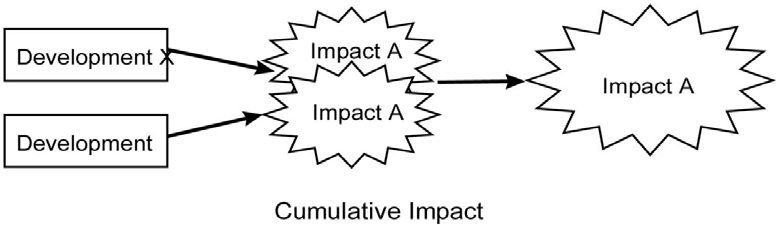 Development X
Impact A
Impact A
Development
Impact A
Cumulative Impact